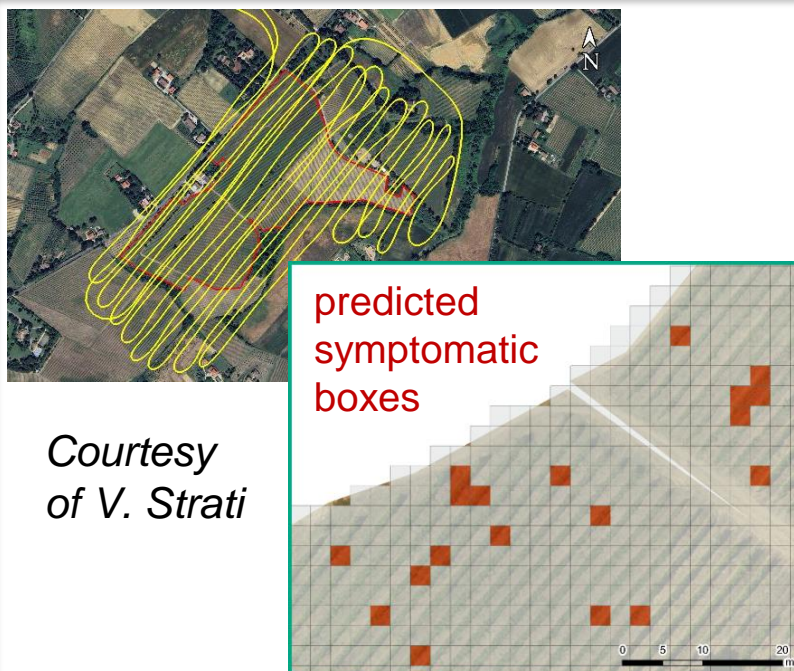 N
predicted
symptomatic
boxes
Courtesy
of V. Strati
0 5 10 20
m